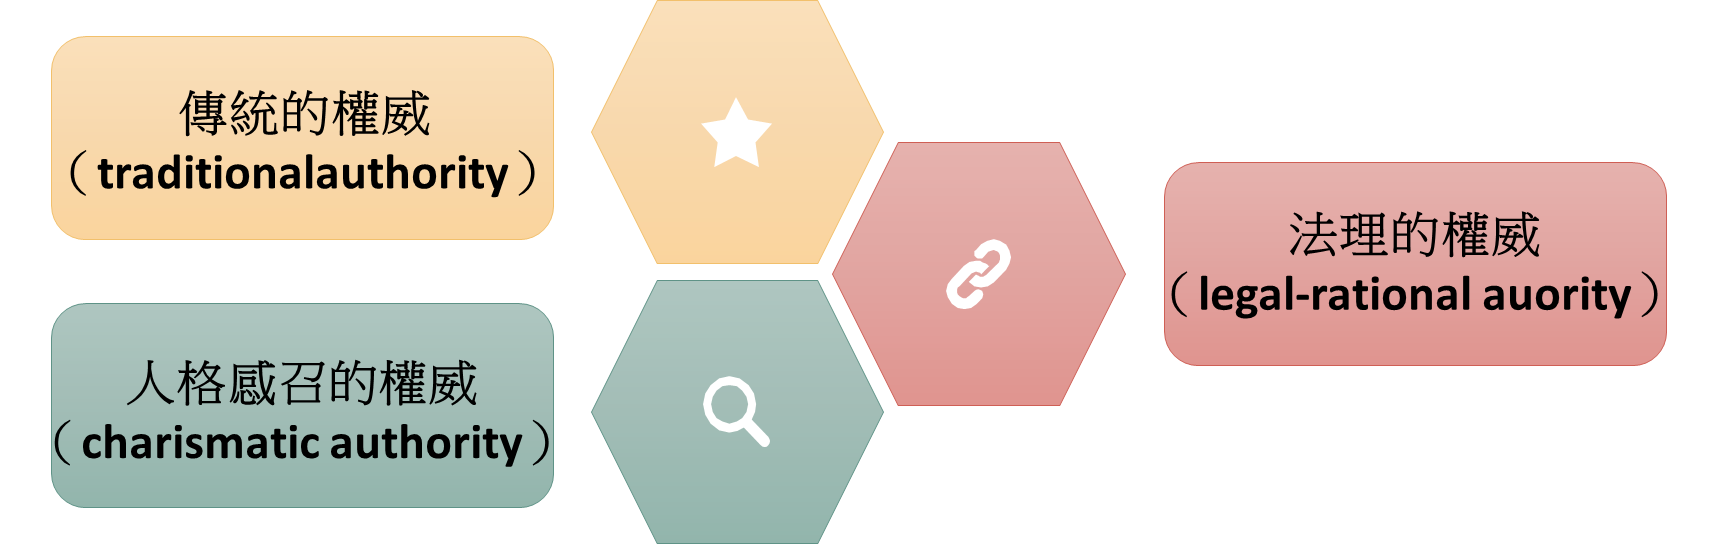 傳統的權威
（traditionalauthority）
人格感召的權威
（charismatic authority）
法理的權威
（legal-rational auority）